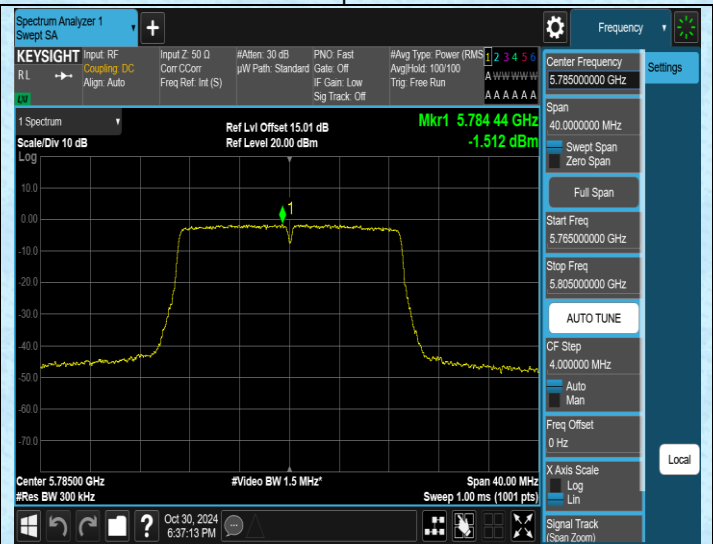 Spectrum Analyzer 1
Swept SA
+
Frequency
KEYSIGHT
RL
LXI
Input: RF
Coupling: DC
Align: Auto
Input Z: 50 Ω
Corr CCorr
Freq Ref: Int (S)
#Atten: 30 dB
µW Path: Standard
PNO: Fast
Gate: Off
IF Gain: Low
Sig Track: Off
#Avg Type: Power (RMS
Avg|Hold: 100/100
Trig: Free Run
1 2 3 4 5 6
A W W W W W
A A A A A A
1 Spectrum
Scale/Div 10 dB
Log
Ref Lvl Offset 15.01 dB
Ref Level 20.00 dBm
Mkr1 5.784 44 GHz
-1.512 dBm
1
10.0
0.00
-10.0
-20.0
-30.0
-40.0
-50.0
-60.0
-70.0
Center 5.78500 GHz
#Res BW 300 kHz
#Video BW 1.5 MHz*
Span 40.00 MHz
Sweep 1.00 ms (1001 pts)
Center Frequency
5.785000000 GHz
Settings
Span
40.0000000 MHz
Swept Span
Zero Span
Full Span
Start Freq
5.765000000 GHz
Stop Freq
5.805000000 GHz
AUTO TUNE
CF Step
4.000000 MHz
Auto
Man
Freq Offset
0 Hz
X Axis Scale
Log
Lin
Local
Signal Track
(Span Zoom)
?
Oct 30, 2024
6:37:13 PM